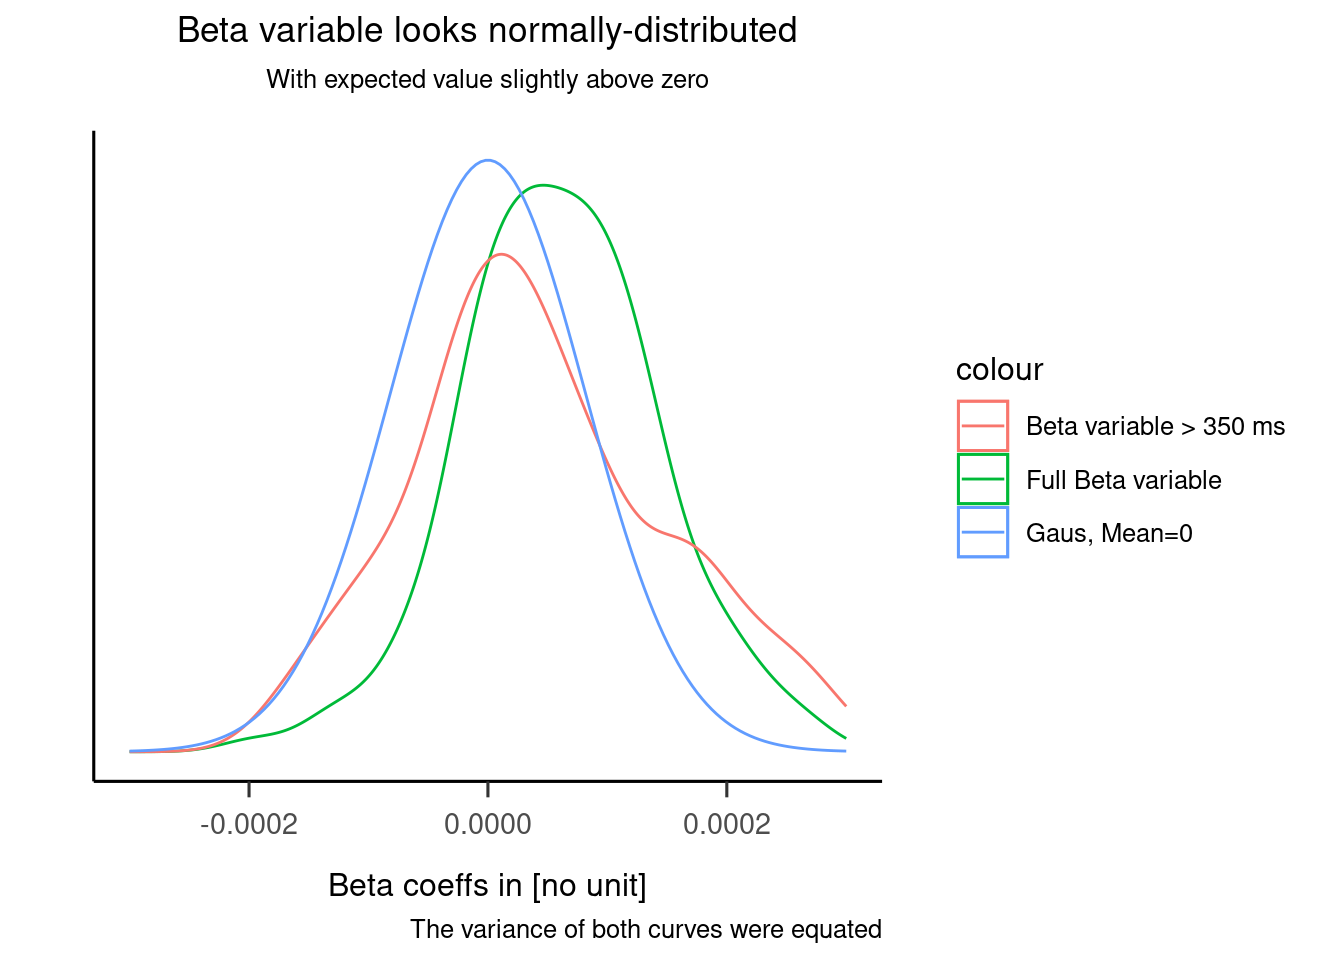 Beta variable looks normally-distributed
With expected value slightly above zero
colour
Beta variable > 350 ms
Full Beta variable
Gaus, Mean=0
-0.0002
0.0000
0.0002
Beta coeffs in [no unit]
The variance of both curves were equated